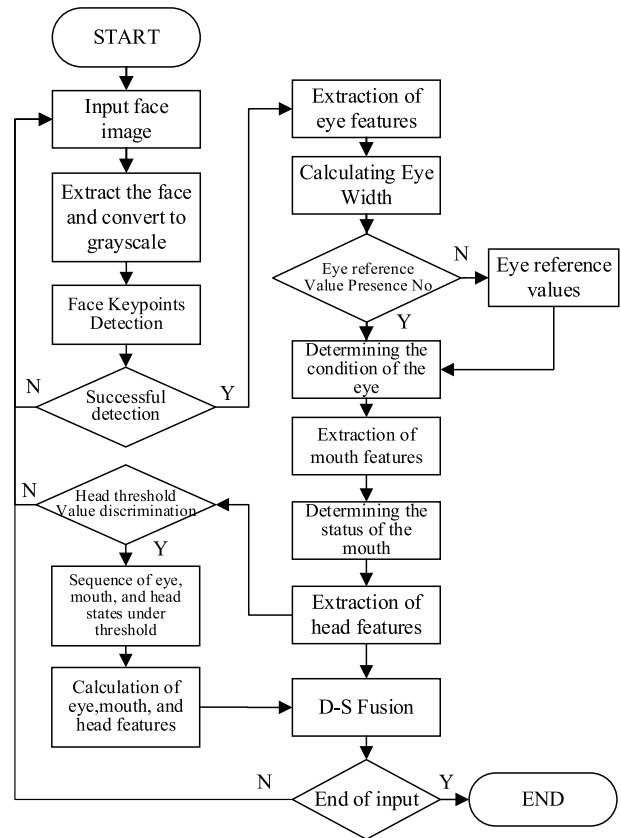 START
Input face
image
Extract the face
and convert to
grayscale
Face Keypoints
Detection
N
Successful
detection
Y
Extraction of
eye features
Calculating Eye
Width
Eye reference
Value Presence No
N
Eye reference
values
Y
Determining the
condition of the
eye
Extraction of
mouth features
Determining the
status of the
mouth
Extraction of
head features
N
Head threshold
Value discrimination
Y
Sequence of eye,
mouth, and head
states under
threshold
Calculation of
eye,mouth, and
head features
D-S Fusion
N
End of input
Y
END